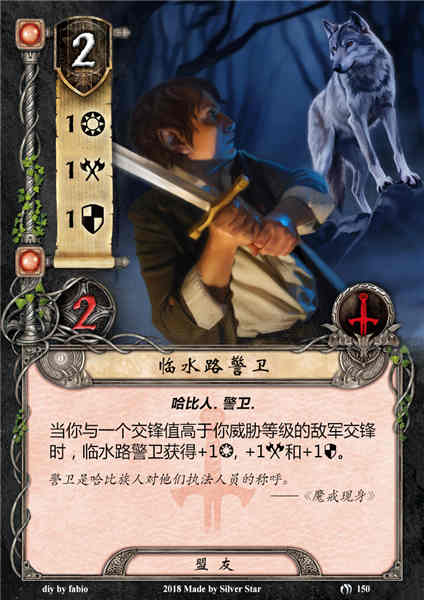 2
1
1
1
2
临水路警卫
哈比人. 警卫.
当你与一个交锋值高于你威胁等级的敌军交锋
时，临水路警卫获得+1, +1和+1。
警卫是哈比族人对他们执法人员的称呼。
——《魔戒现身》
盟友
diy by fabio 2018 Made by Silver Star 150